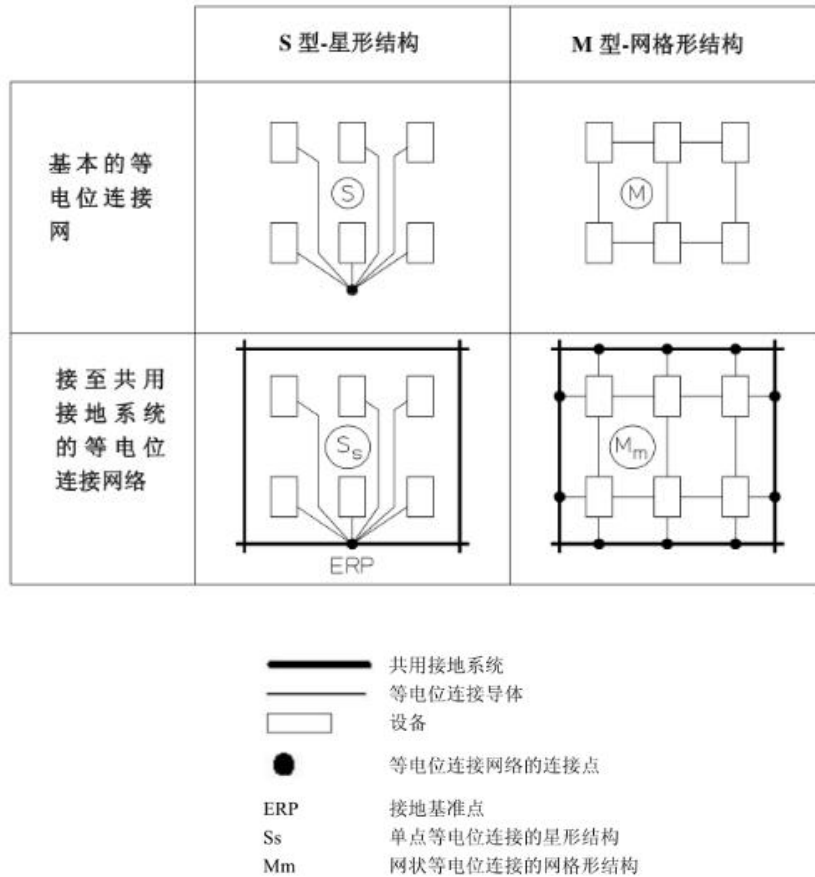 S 型-星形结构
M 型-网格形结构
基本的等
电位连接
网
S
M
接至共用
接地系统
的等电位
连接网络
Ss
Mm
ERP
共用接地系统
等电位连接导体
设备
等电位连接网络的连接点
ERP 接地基准点
Ss 单点等电位连接的星形结构
Mm 网状等电位连接的网格形结构